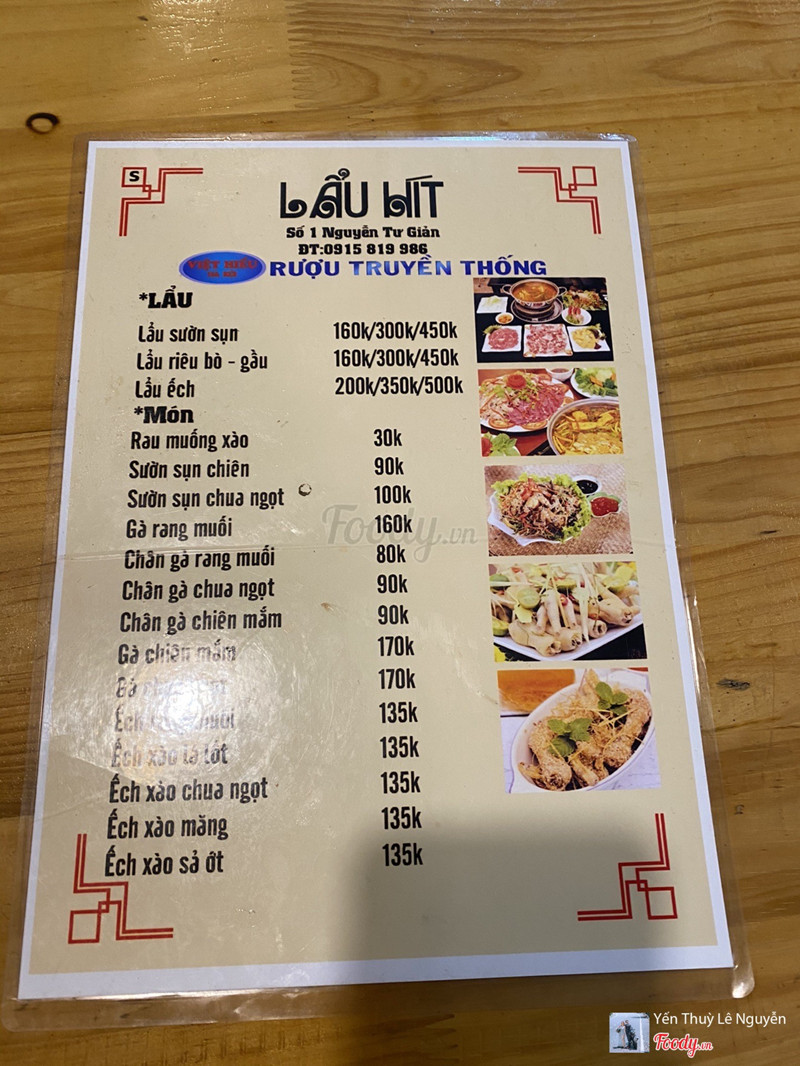 S
LẨU HÍT
Số 1 Nguyễn Tư Giản
ĐT:0915 819 986
VIỆT HIẾU
RƯỢU TRUYỀN THỐNG
*LẨU
Lẩu sườn sụn 160k/300k/450k
Lẩu riêu bò - gầu 160k/300k/450k
Lẩu ếch 200k/350k/500k
*Món
Rau muống xào 30k
Sườn sụn chiên 90k
Sườn sụn chua ngọt 100k
Gà rang muối 160k
Chân gà rang muối 80k
Chân gà chua ngọt 90k
Chân gà chiên mắm 90k
Gà chiên mắm 170k
Gà 170k
Ếch muối 135k
Ếch xào lá lốt 135k
Ếch xào chua ngọt 135k
Ếch xào măng 135k
Ếch xào sả ớt 135k
Foody.vn
Yến Thuỳ Lê Nguyễn
Foody.vn